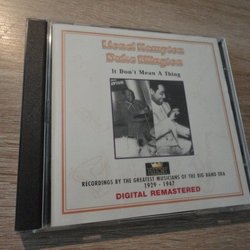 Lionel Hampton
Duke Ellington
It Don't Mean A Thing
RECORDINGS BY THE GREATEST MUSICIANS OF THE BIG BAND ERA
1929 - 1947
DIGITAL REMASTERED